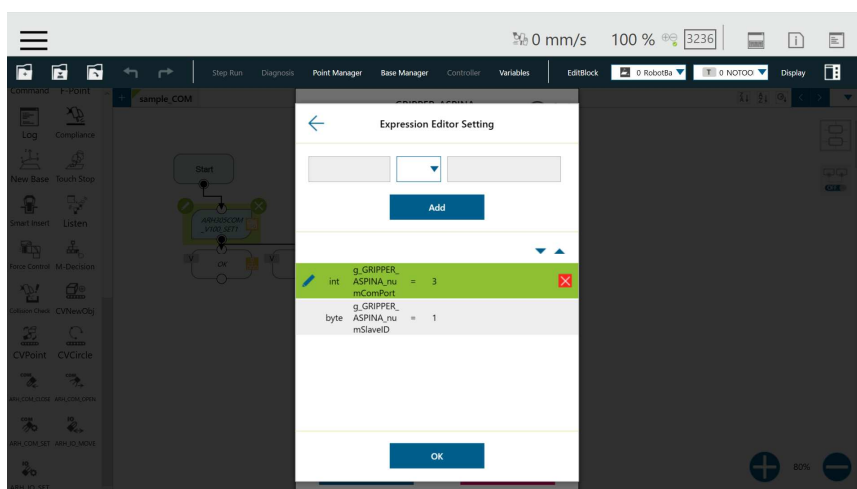 0 mm/s 100 % 3236
Step Run Diagnosis Point Manager Base Manager Controller Variables EditBlock 0 RobotBa T 0 NOTOO Display
Command F-Point
+ sample_COM
Log Compliance
New Base Touch Stop
Smart Insert Listen
Force Control M-Decision
Collision Check CVNewObj
CVPoint CVCircle
ARH_COM_CLOSE ARH_COM_OPEN
ARH_COM_SET ARH_IO_MOVE
ARH_IO_SET
Start
_V100_SET1
OK
GRIPPER_ASPINA
Expression Editor Setting
Add
int g_GRIPPER_
ASPINA_nu = 3
mComPort
byte g_GRIPPER_
ASPINA_nu = 1
mSlaveID
OK
80%